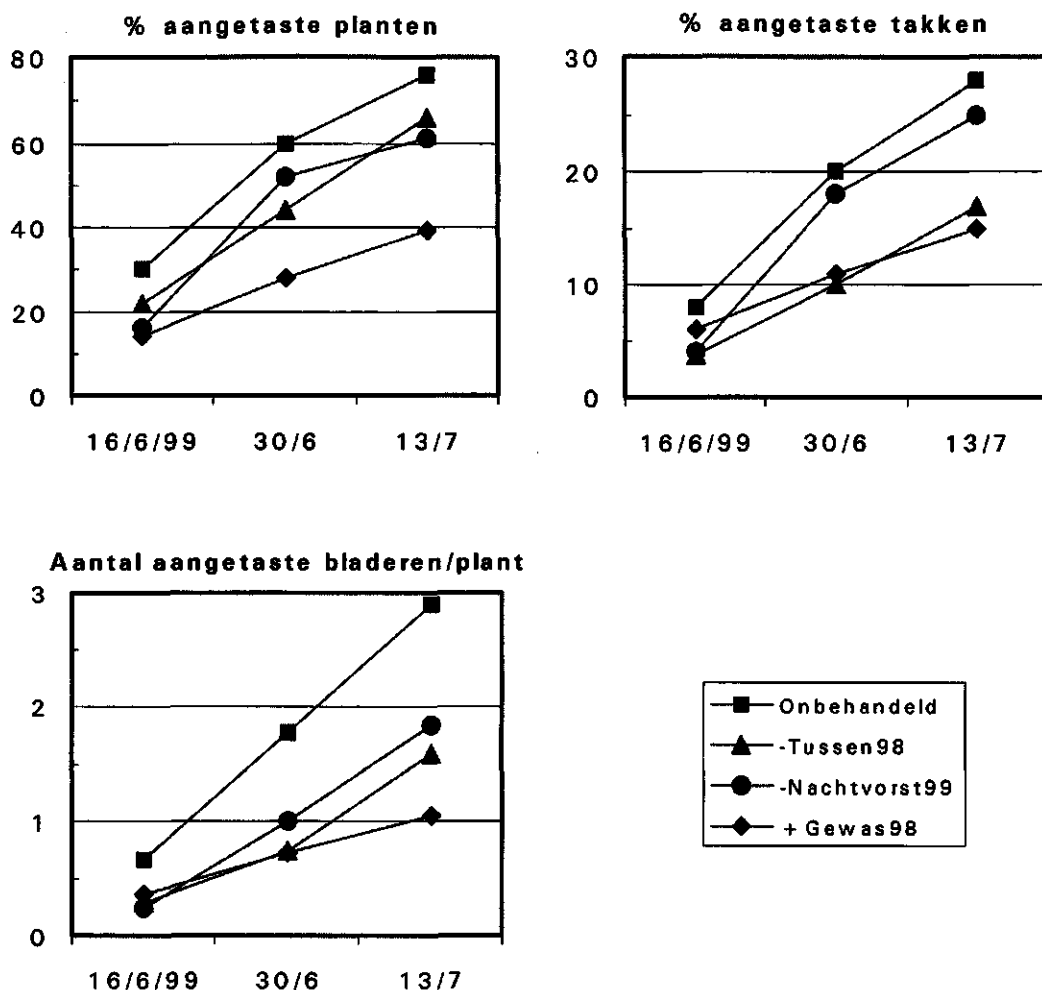 % aangetaste planten
80
60
40
20
0
16/6/99 30/6 13/7
% aangetaste takken
30
20
10
0
16/6/99 30/6 13/7
Aantal aangetaste bladeren/plant
3
2
1
0
16/6/99 30/6 13/7
Onbehandeld
-Tussen98
-Nachtvorst99
+Gewas98